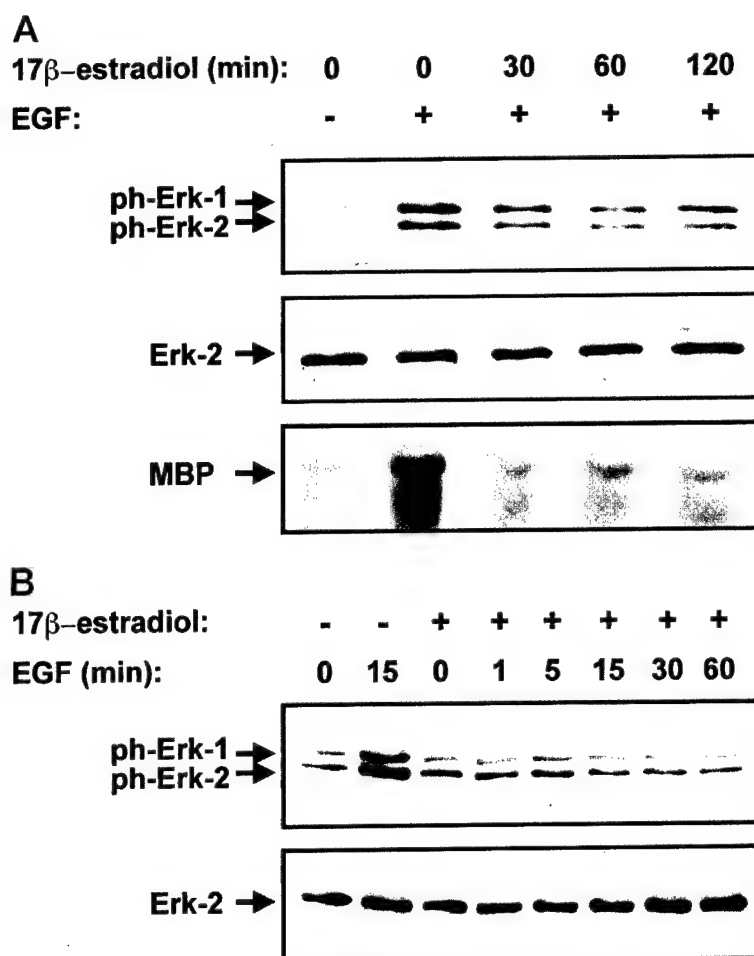 A
17β–estradiol (min): 0 0 30 60 120
EGF: - + + + +
ph-Erk-1
ph-Erk-2
Erk-2
MBP
B
17β–estradiol: - - + + + + + +
EGF (min): 0 15 0 1 5 15 30 60
ph-Erk-1
ph-Erk-2
Erk-2